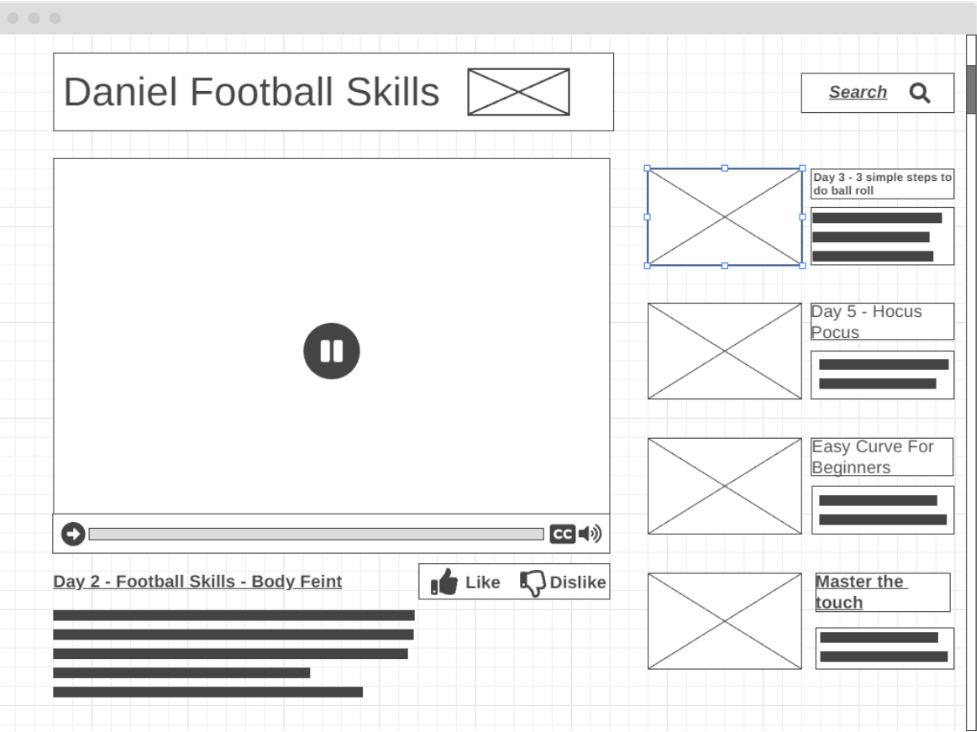 Daniel Football Skills
Search
Day 3 - 3 simple steps to
do ball roll
Day 5 - Hocus
Pocus
Easy Curve For
Beginners
CC
Day 2 - Football Skills - Body Feint
Like
Dislike
Master the
touch